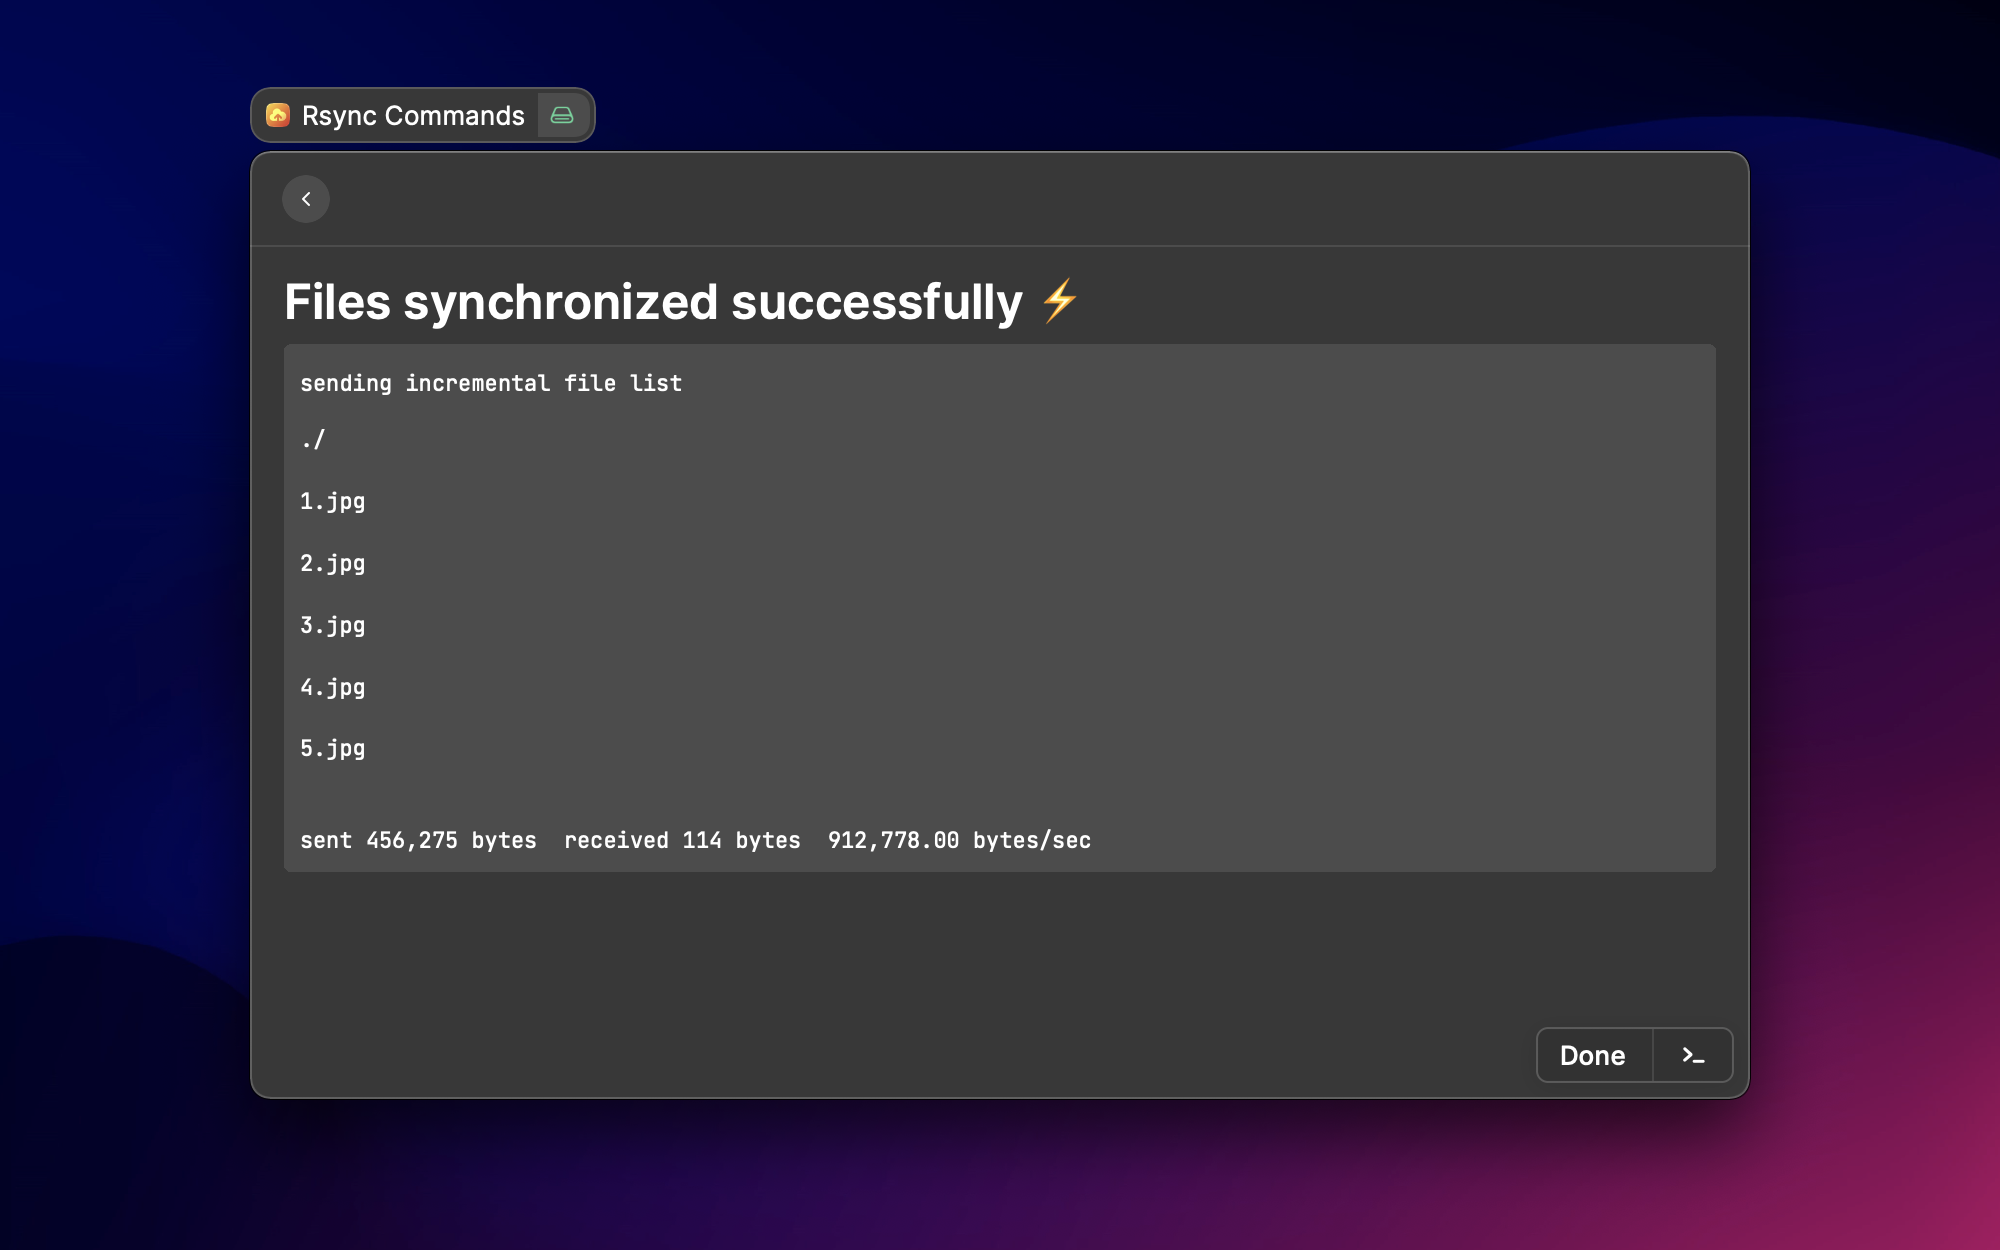 Rsync Commands
Files synchronized successfully ⚡
sending incremental file list
./
1.jpg
2.jpg
3.jpg
4.jpg
5.jpg
sent 456,275 bytes  received 114 bytes  912,778.00 bytes/sec
Done